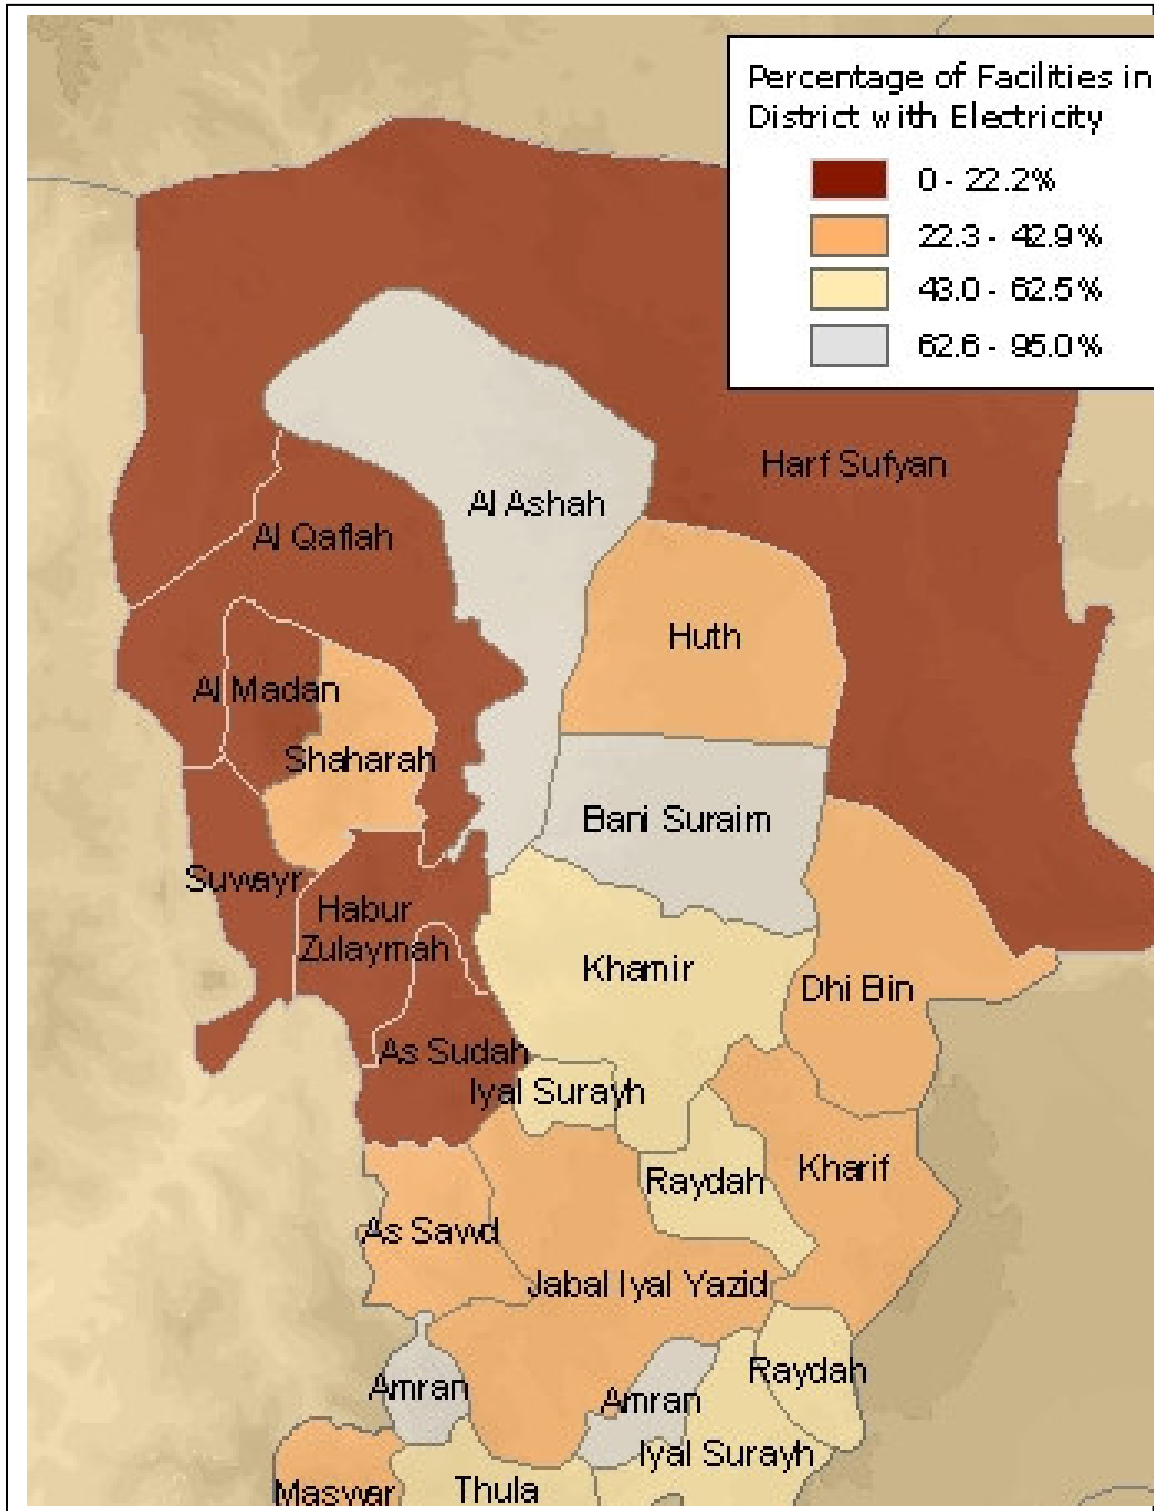 Percentage of Facilities in
District with Electricity
0 - 22.2%
22.3 - 42.9%
43.0 - 62.5%
62.6 - 95.0%
Harf Sufyan
Al Ashah
Al Qaflah
Huth
Al Madan
Shaharah
Bani Suraim
Suwayr
Habur
Zulaymah
Khamir
Dhi Bin
As Sudah
Iyal Surayh
Raydah
Kharif
As Sawd
Jabal Iyal Yazid
Raydah
Amran
Amran
Iyal Surayh
Maswar
Thula